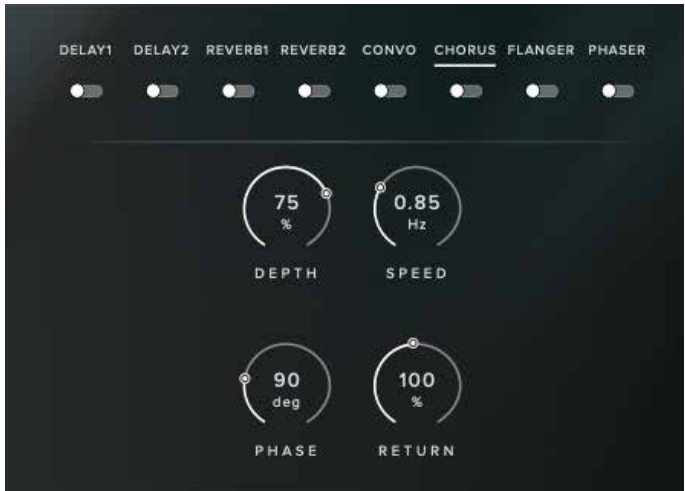 DELAY1 DELAY2 REVERB1 REVERB2 CONVO CHORUS FLANGER PHASER
75 0.85
% Hz
DEPTH SPEED
90 100
deg %
PHASE RETURN